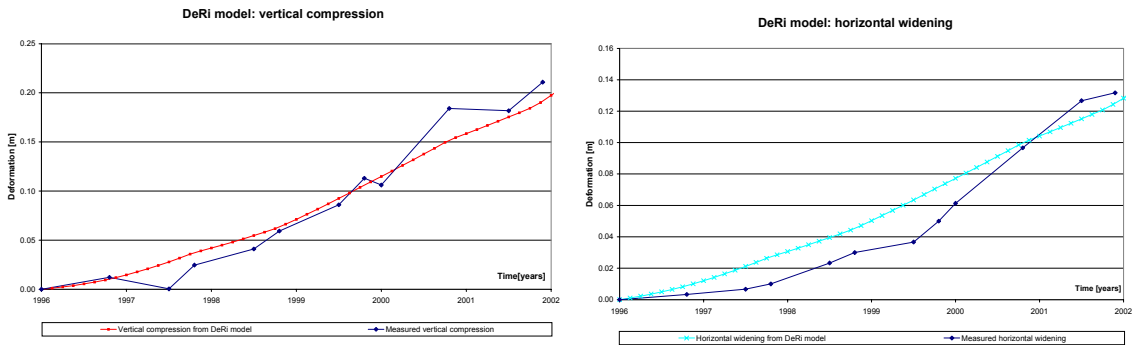 DeRi model: vertical compression
0.25
0.20
0.15
0.10
0.05
0.00
Deformation [m]
1996 1997 1998 1999 2000 2001 2002
Time[years]
Vertical compression from DeRi model Measured vertical compression
DeRi model: horizontal widening
0.16
0.14
0.12
0.10
0.08
0.06
0.04
0.02
0.00
Deformation [m]
1996 1997 1998 1999 2000 2001 2002
Time [years]
Horizontal widening from DeRi model Measured horizontal widening